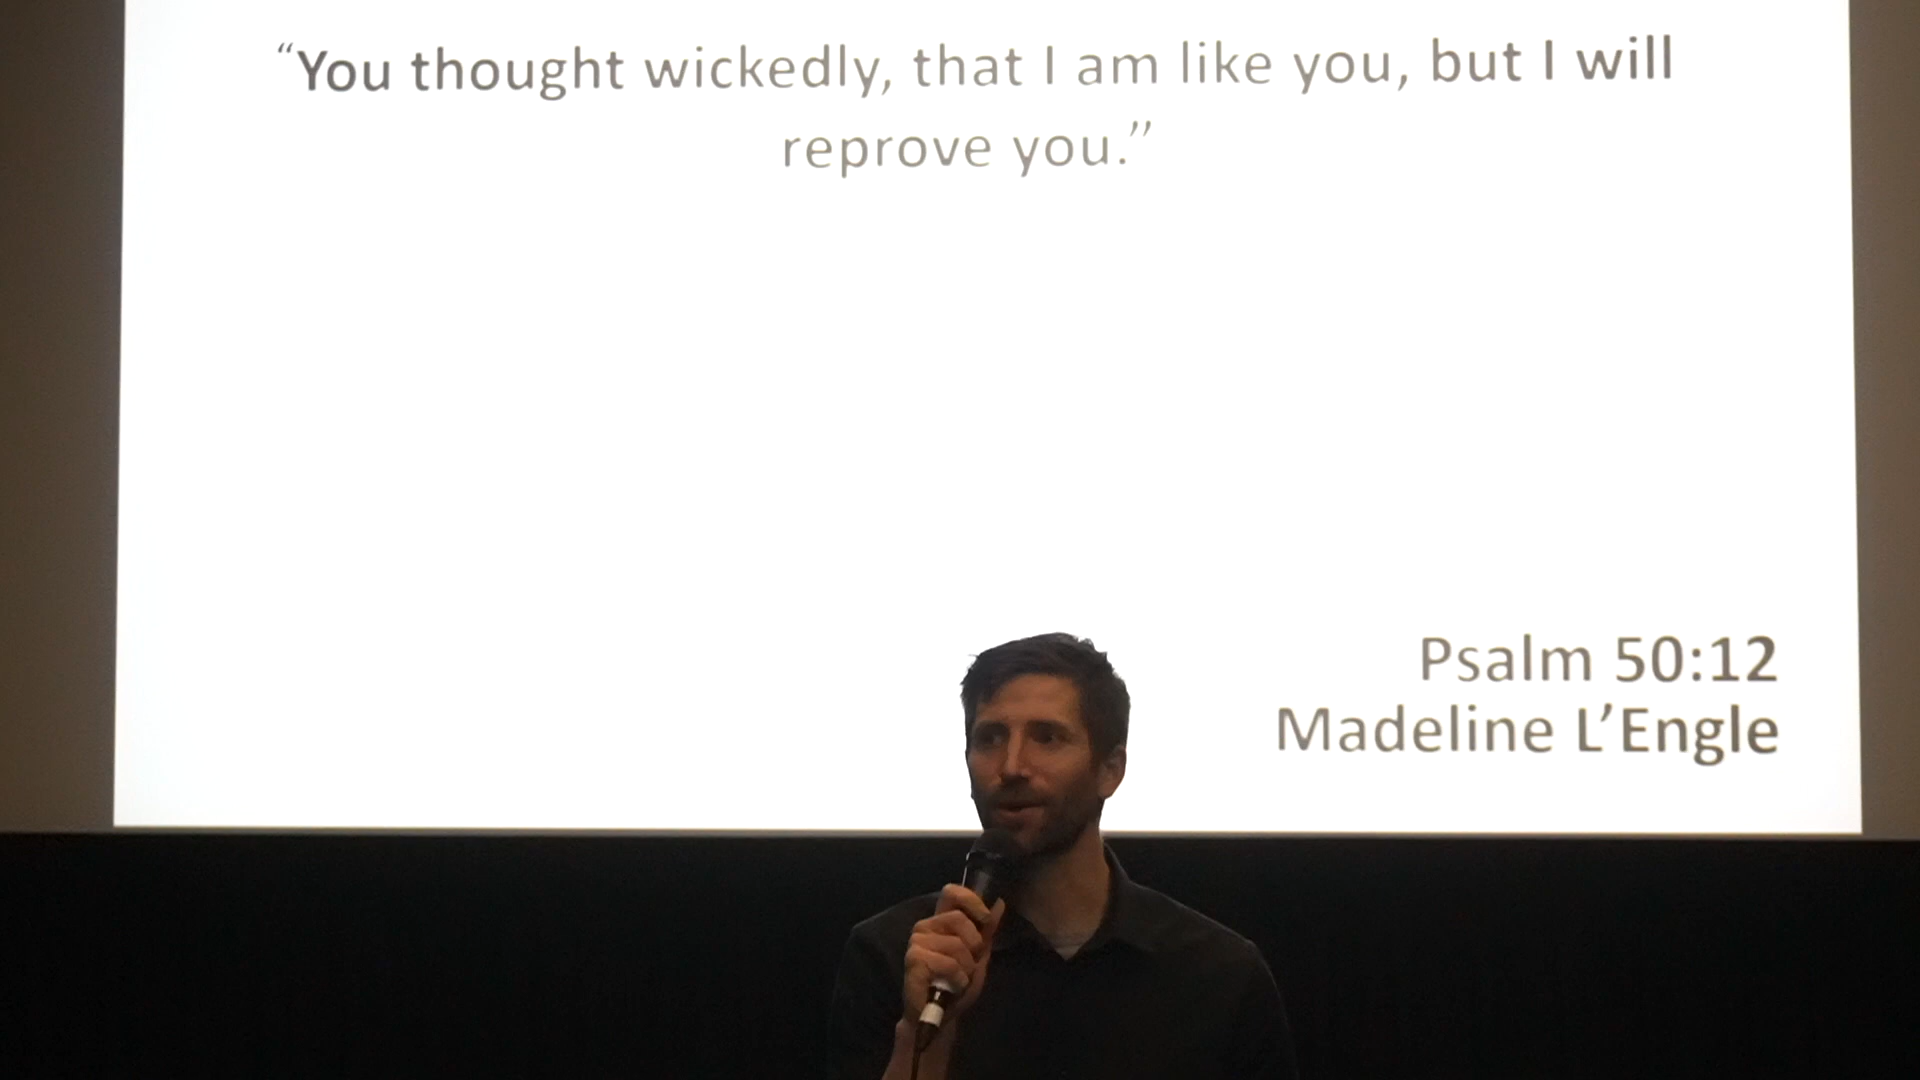 “You thought wickedly, that I am like you, but I will
reprove you.”
Psalm 50:12
Madeline L’Engle